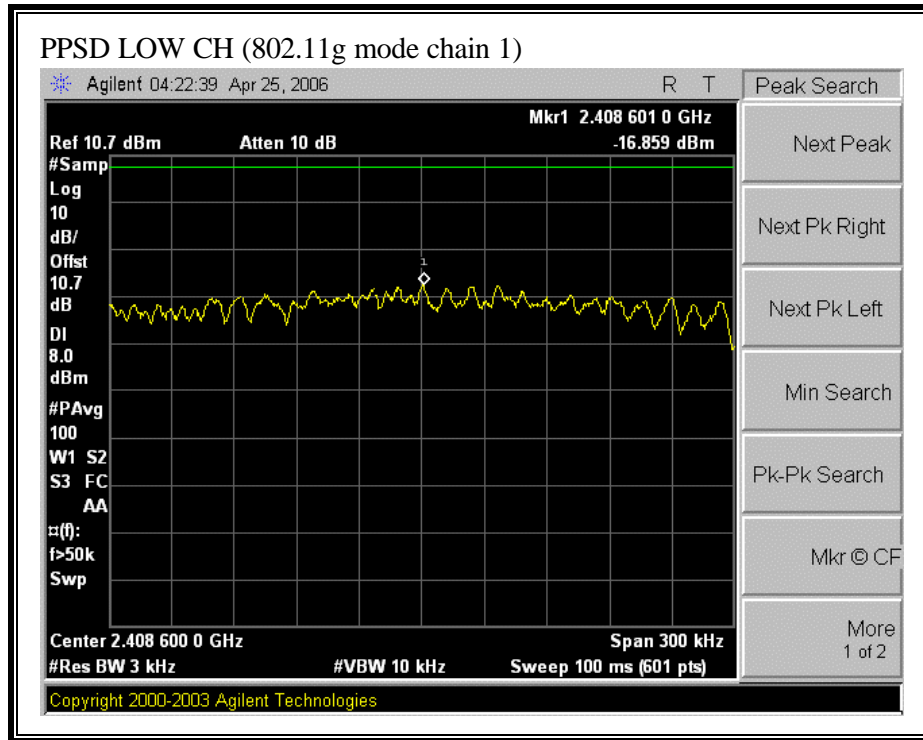 PPSD LOW CH (802.11g mode chain 1)
Agilent 04:22:39 Apr 25, 2006 R T
Peak Search
Mkr1 2.408 601 0 GHz
Ref 10.7 dBm Atten 10 dB -16.859 dBm
#Samp
Log
10
dB/
Offst
10.7
dB
DI
8.0
dBm
#PAvg
100
W1 S2
S3 FC
AA
¤(f):
f>50k
Swp
1
Center 2.408 600 0 GHz Span 300 kHz
#Res BW 3 kHz #VBW 10 kHz Sweep 100 ms (601 pts)
Next Peak
Next Pk Right
Next Pk Left
Min Search
Pk-Pk Search
Mkr © CF
More
1 of 2
Copyright 2000-2003 Agilent Technologies